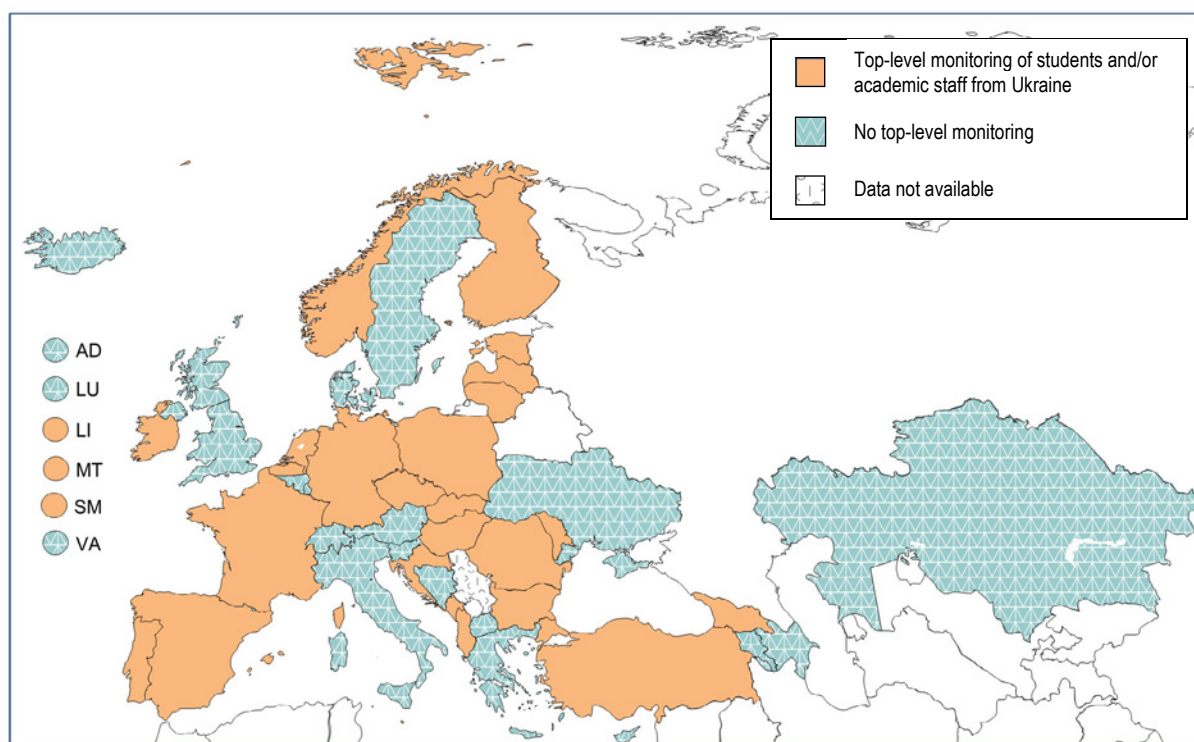 Top-level monitoring of students and/or
academic staff from Ukraine
No top-level monitoring
Data not available
AD
LU
LI
MT
SM
VA